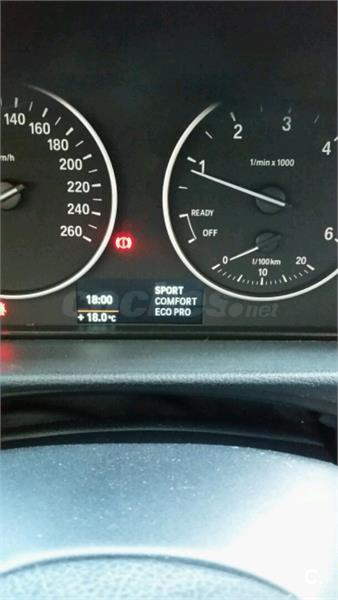 140
160
180
200
220
240
260
m/h
1
2
3
4
6
1/min x 1000
READY
OFF
0
10
20
l/100km
18:00
+ 18.0°C
SPORT
COMFORT
ECO PRO
coches.net
C.